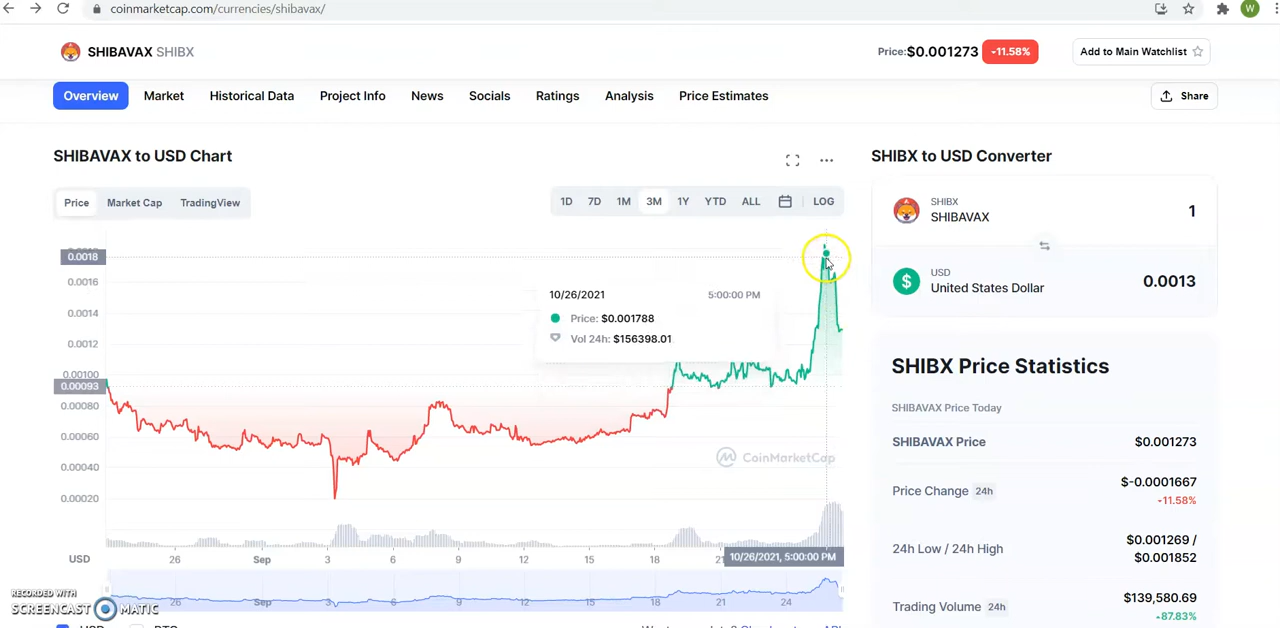 coinmarketcap.com/currencies/shibavax/
W
SHIBAVAX SHIBX
Price:$0.001273 -11.58% Add to Main Watchlist
Overview Market Historical Data Project Info News Socials Ratings Analysis Price Estimates Share
SHIBAVAX to USD Chart
SHIBX to USD Converter
Price Market Cap TradingView
1D 7D 1M 3M 1Y YTD ALL LOG
SHIBX
SHIBAVAX
1
USD
United States Dollar
0.0013
0.0018
0.0016
0.0014
0.0012
0.00100
0.00093
0.00080
0.00060
0.00040
0.00020
10/26/2021 5:00:00 PM
Price: $0.001788
Vol 24h: $156398.01
CoinMarketCap
USD 26 Sep 3 6 9 12 15 18 21 10/26/2021, 5:00:00 PM
26 Sep 3 6 9 12 15 18 21 24
SHIBX Price Statistics
SHIBAVAX Price Today
SHIBAVAX Price $0.001273
Price Change 24h $-0.0001667
-11.58%
24h Low / 24h High $0.001269 /
$0.001852
Trading Volume 24h $139,580.69
-87.83%
RECORDED WITH
SCREENCAST MATIC